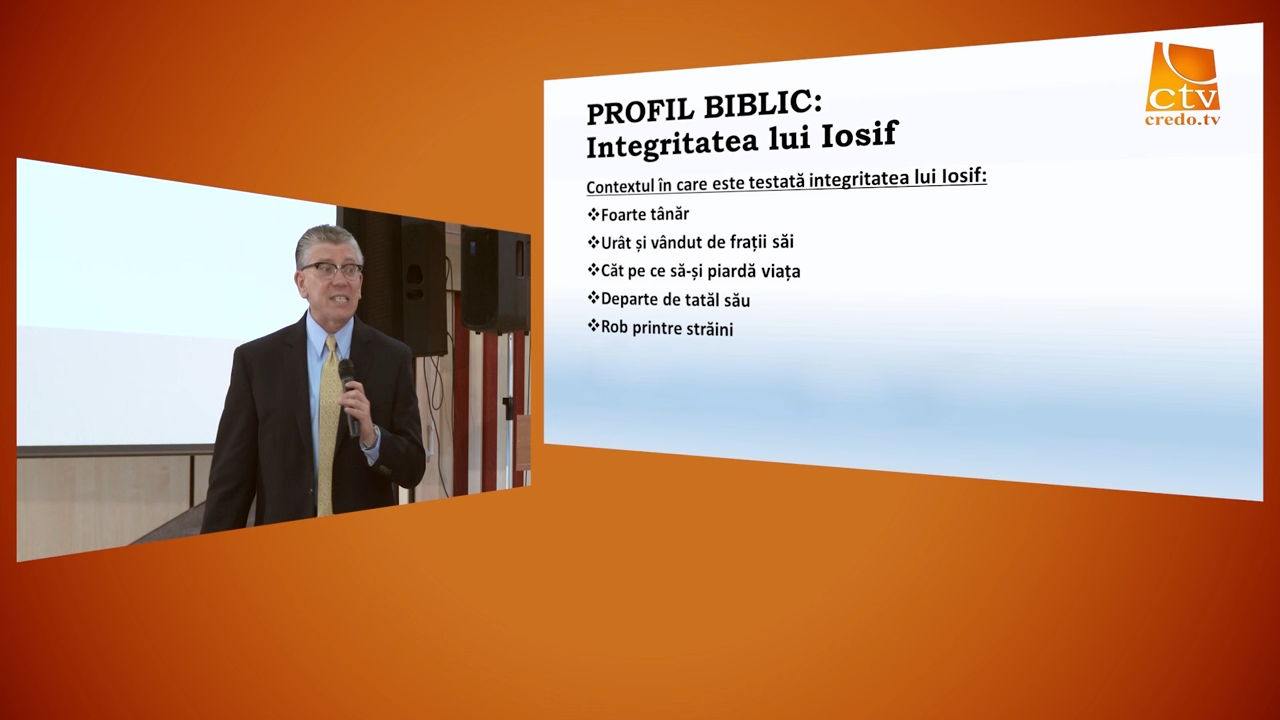 PROFIL BIBLIC:
Integritatea lui Iosif
Contextul în care este testată integritatea lui Iosif:
❖Foarte tânăr
❖Urât și vândut de frații săi
❖Căt pe ce să-și piardă viața
❖Departe de tatăl său
❖Rob printre străini
ctv
credo.tv